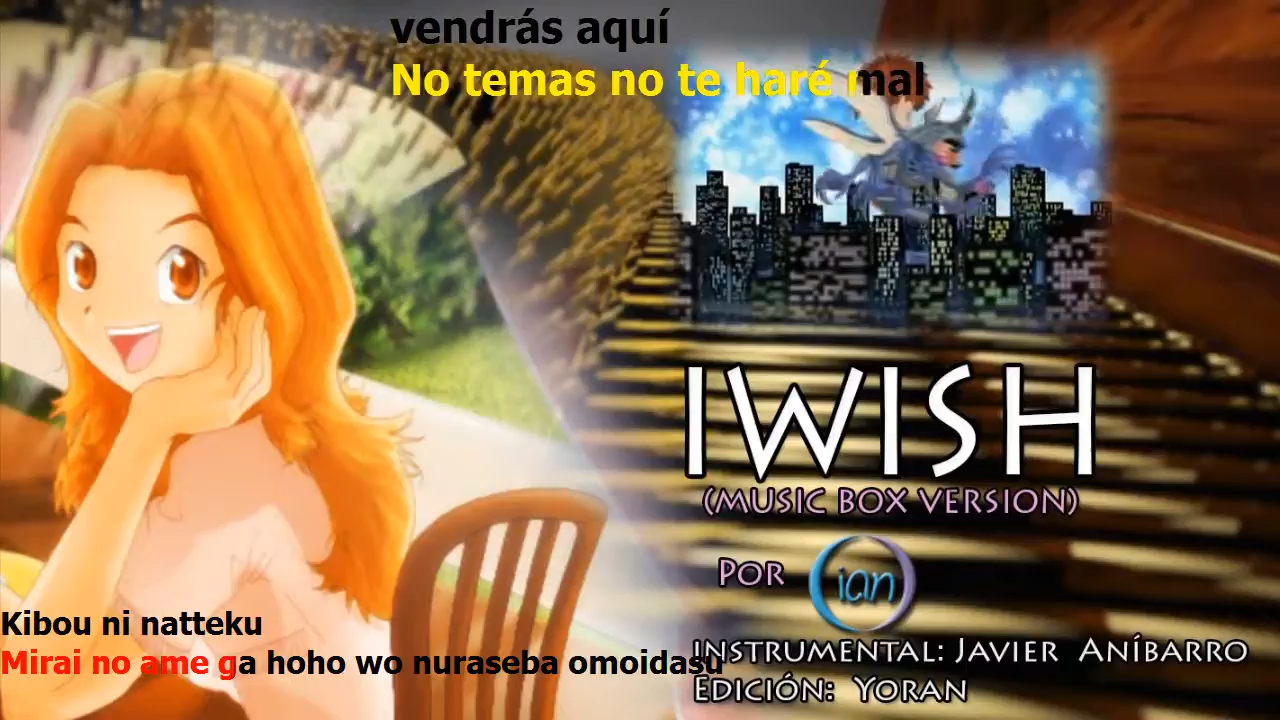 vendrás aquí
No temas no te haré mal
IWISH
(MUSIC BOX VERSION)
POR ian
INSTRUMENTAL: JAVIER ANÍBARRO
EDICIÓN: YORAN
Kibou ni natteku
Mirai no ame ga hoho wo nuraseba omoidasu